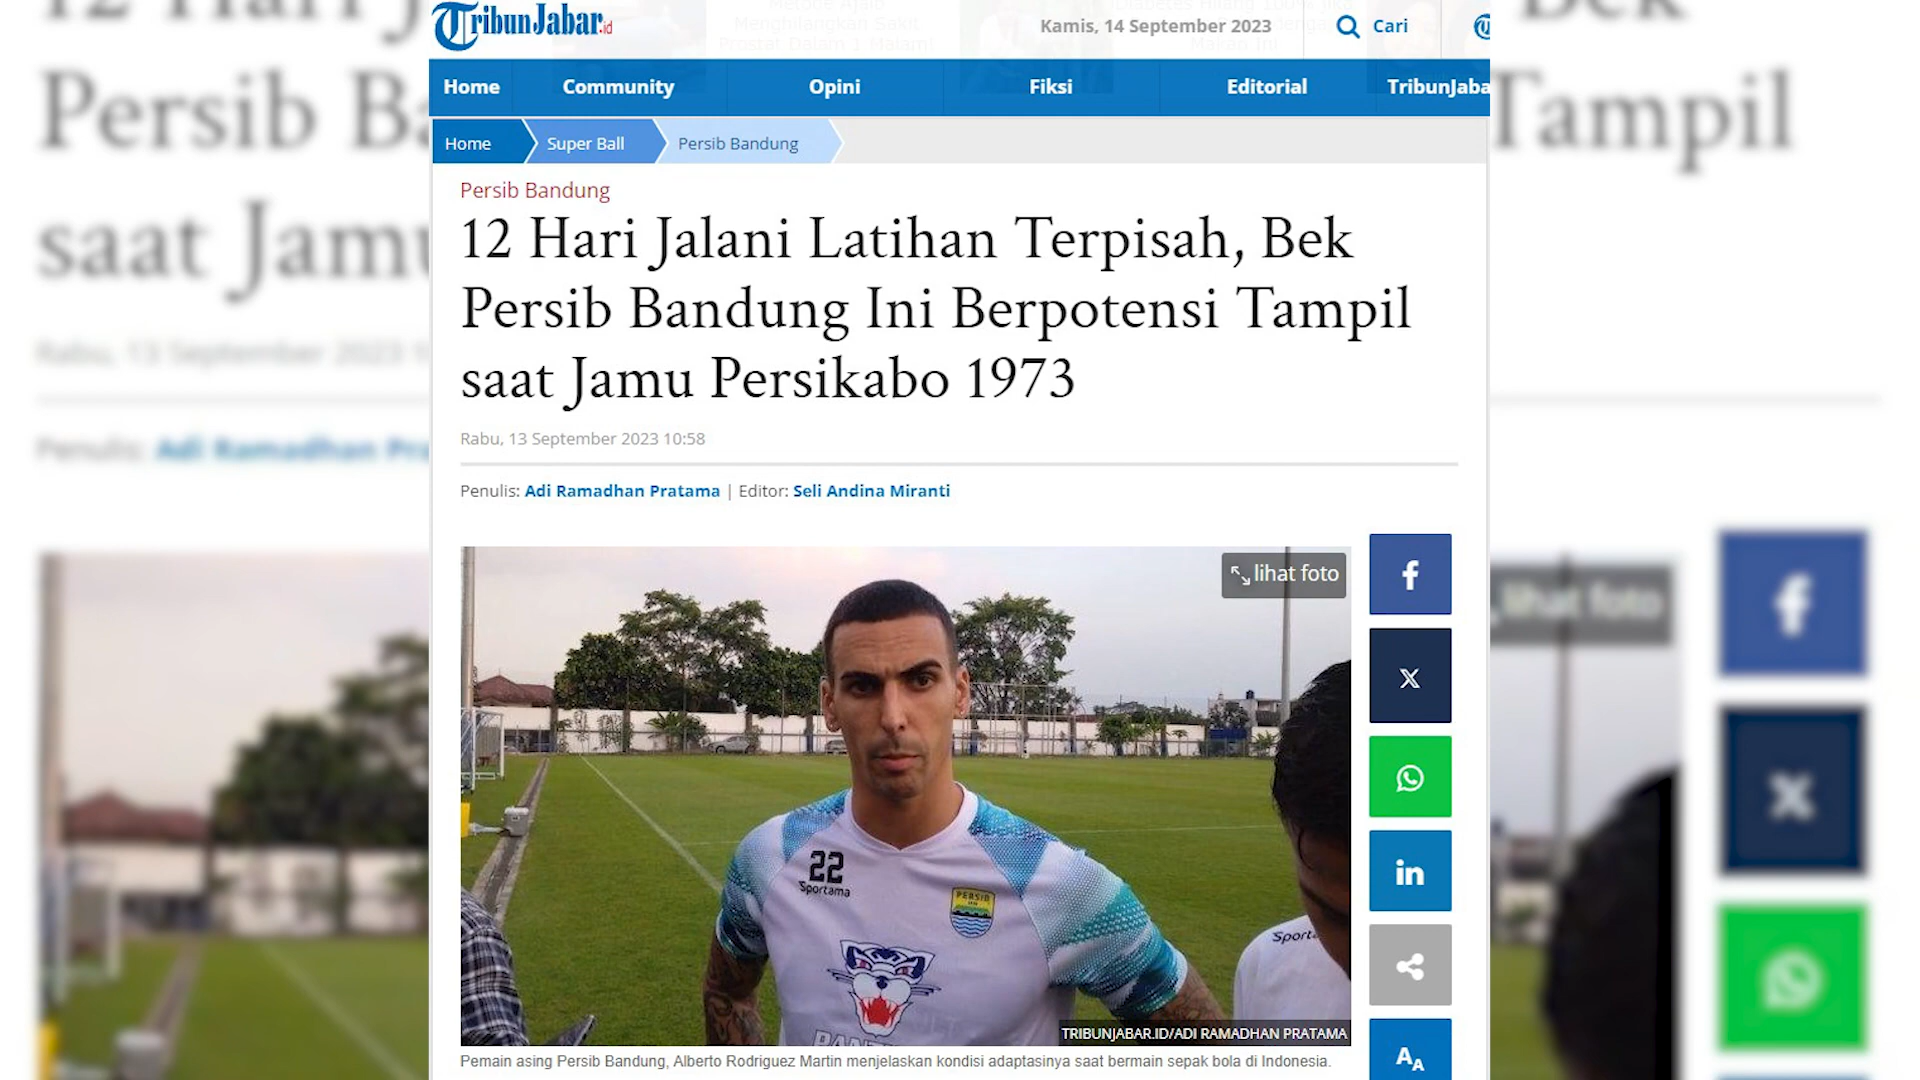 TribunJabar.id
Kamis, 14 September 2023
Cari
Home
Community
Opini
Fiksi
Editorial
TribunJaba
Home
Super Ball
Persib Bandung
Persib Bandung
12 Hari Jalani Latihan Terpisah, Bek
Persib Bandung Ini Berpotensi Tampil
saat Jamu Persikabo 1973
Rabu, 13 September 2023 10:58
Penulis: Adi Ramadhan Pratama | Editor: Seli Andina Miranti
lihat foto
22
Sportama
PERSIB
TRIBUNJABAR.ID/ADI RAMADHAN PRATAMA
Pemain asing Persib Bandung, Alberto Rodriguez Martin menjelaskan kondisi adaptasinya saat bermain sepak bola di Indonesia.